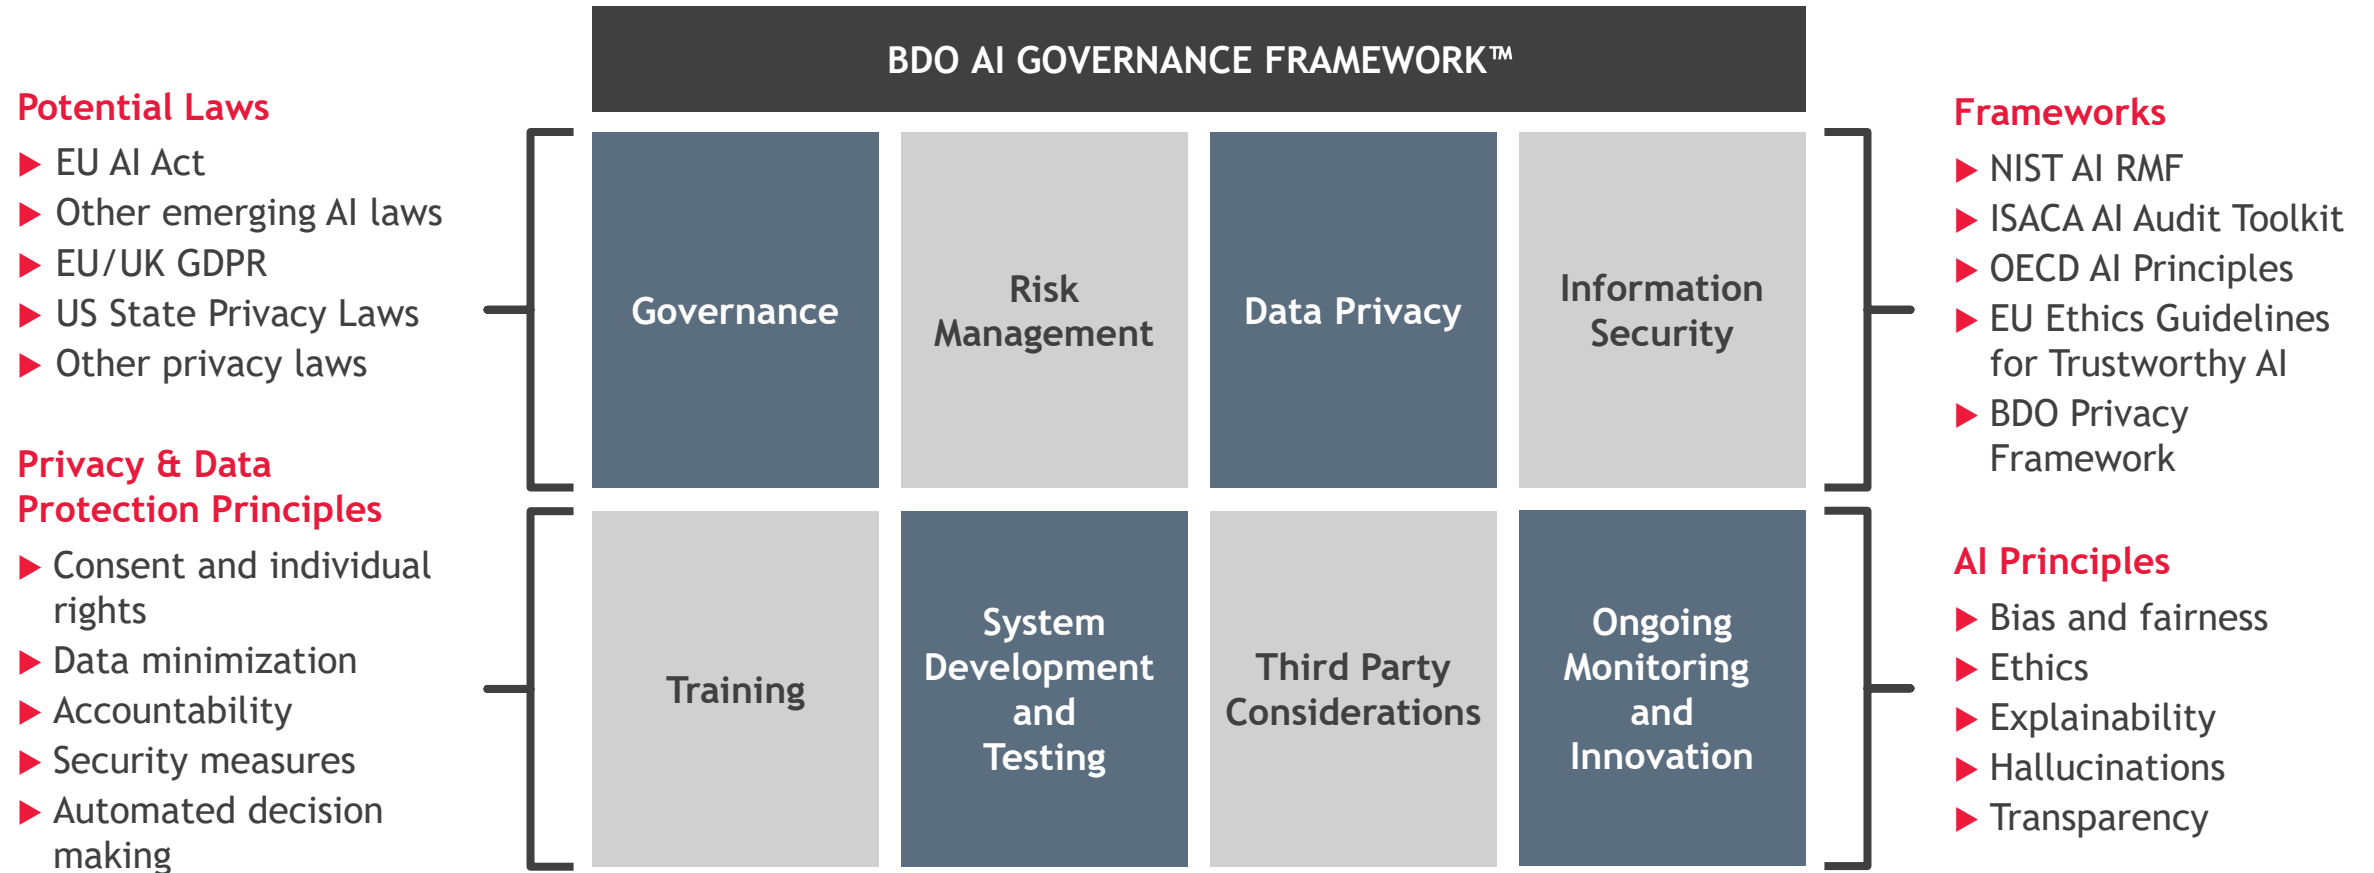 BDO AI GOVERNANCE FRAMEWORK™
Potential Laws
EU AI Act
Other emerging AI laws
EU/UK GDPR
US State Privacy Laws
Other privacy laws
Privacy & Data
Protection Principles
Consent and individual
rights
Data minimization
Accountability
Security measures
Automated decision
making
Governance
Risk
Management
Data Privacy
Information
Security
Training
System
Development
and
Testing
Third Party
Considerations
Ongoing
Monitoring
and
Innovation
Frameworks
NIST AI RMF
ISACA AI Audit Toolkit
OECD AI Principles
EU Ethics Guidelines
for Trustworthy AI
BDO Privacy
Framework
AI Principles
Bias and fairness
Ethics
Explainability
Hallucinations
Transparency